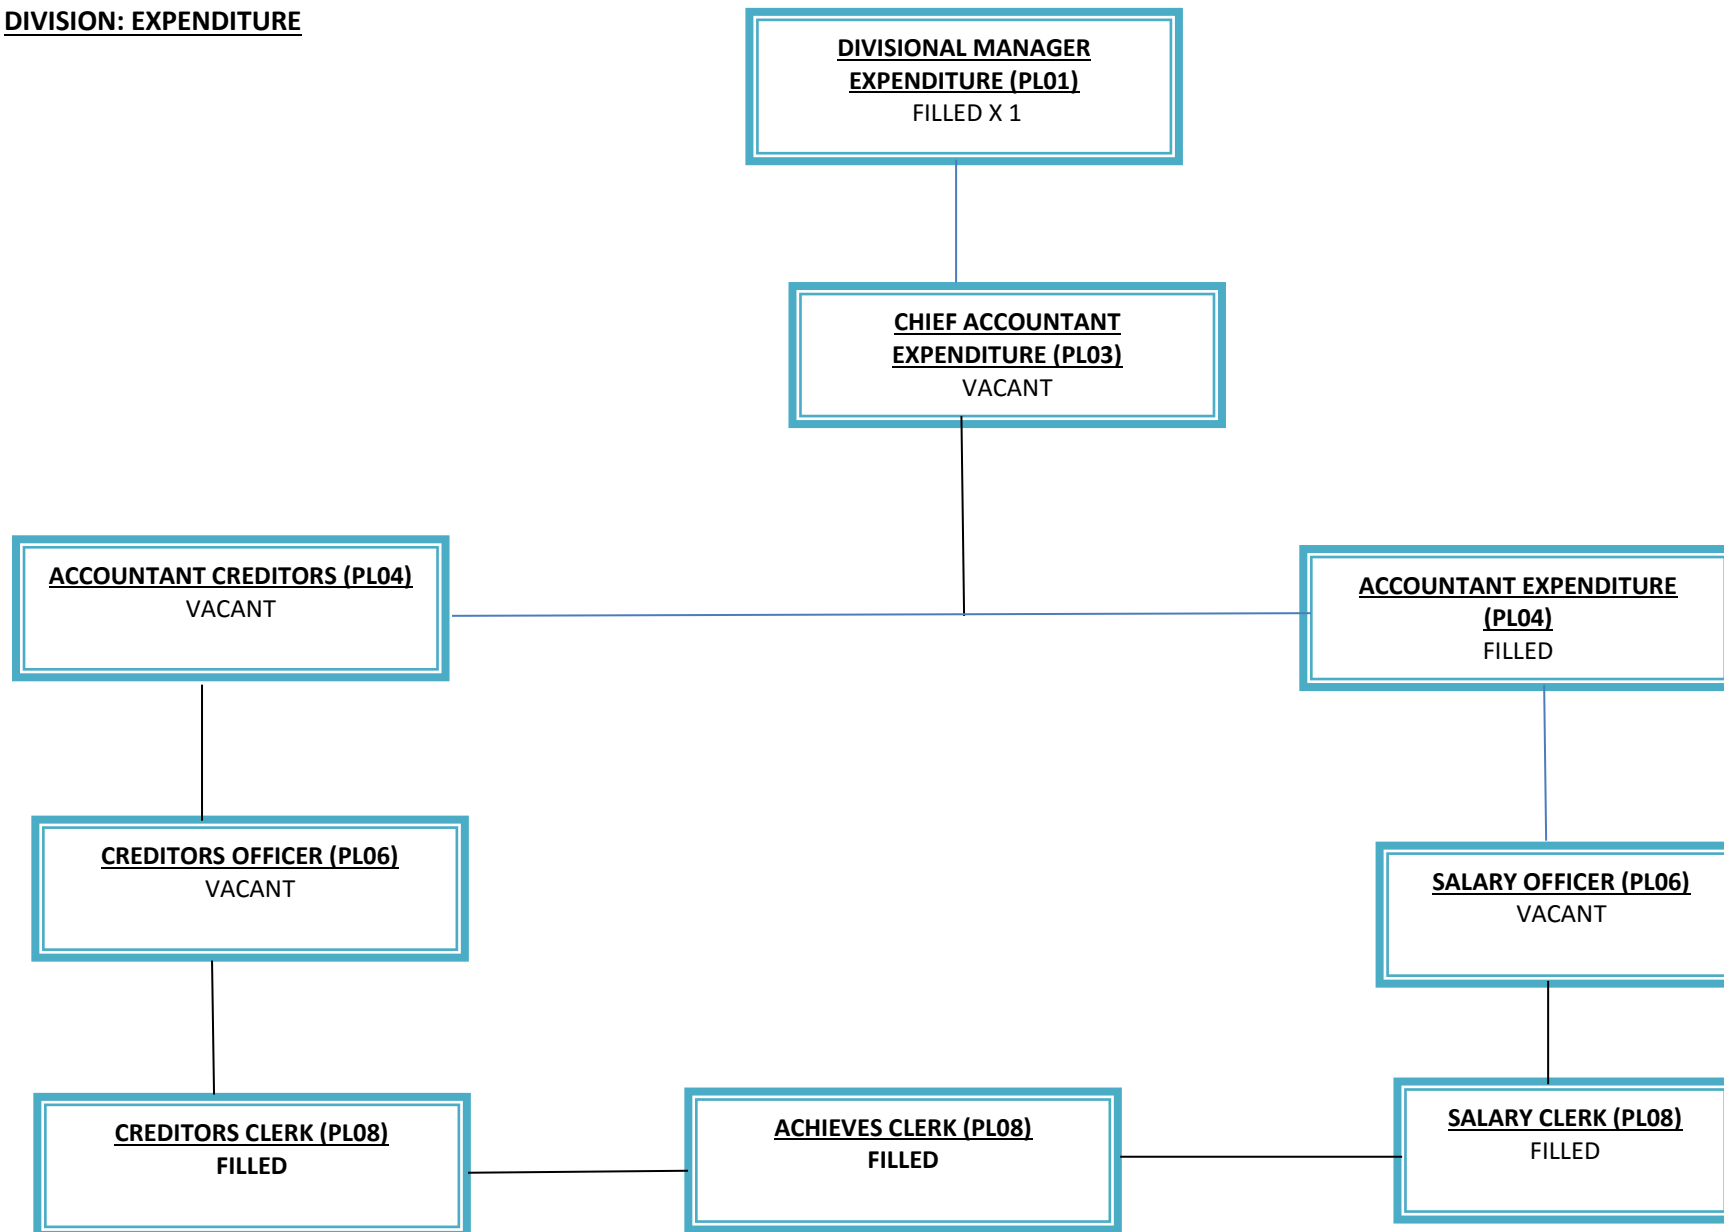 DIVISION: EXPENDITURE
DIVISIONAL MANAGER
EXPENDITURE (PL01)
FILLED X 1
CHIEF ACCOUNTANT
EXPENDITURE (PL03)
VACANT
ACCOUNTANT CREDITORS (PL04)
VACANT
ACCOUNTANT EXPENDITURE
(PL04)
FILLED
CREDITORS OFFICER (PL06)
VACANT
SALARY OFFICER (PL06)
VACANT
CREDITORS CLERK (PL08)
FILLED
ACHIEVES CLERK (PL08)
FILLED
SALARY CLERK (PL08)
FILLED